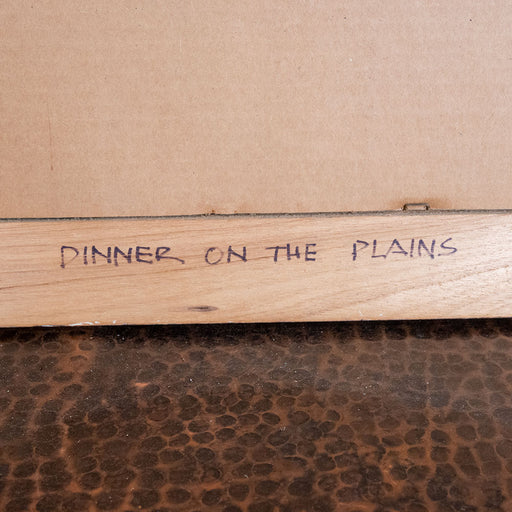 DINNER ON THE PLAINS